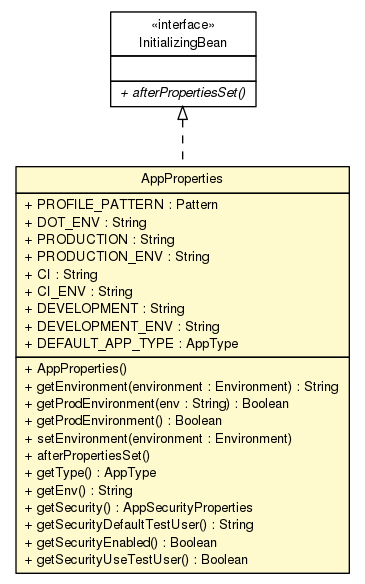 «interface»
InitializingBean
+ afterPropertiesSet()
AppProperties
+ PROFILE_PATTERN : Pattern
+ DOT_ENV : String
+ PRODUCTION : String
+ PRODUCTION_ENV : String
+ CI : String
+ CI_ENV : String
+ DEVELOPMENT : String
+ DEVELOPMENT_ENV : String
+ DEFAULT_APP_TYPE : AppType
+ AppProperties()
+ getEnvironment(environment : Environment) : String
+ getProdEnvironment(env : String) : Boolean
+ getProdEnvironment() : Boolean
+ setEnvironment(environment : Environment)
+ afterPropertiesSet()
+ getType() : AppType
+ getEnv() : String
+ getSecurity() : AppSecurityProperties
+ getSecurityDefaultTestUser() : String
+ getSecurityEnabled() : Boolean
+ getSecurityUseTestUser() : Boolean